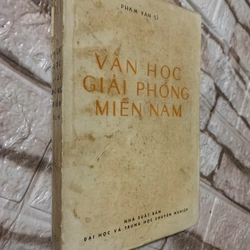 PHẠM VĂN SĨ
VĂN HỌC
GIẢI PHÓNG
MIỀN NAM
NHÀ XUẤT BẢN
ĐẠI HỌC VÀ TRUNG HỌC CHUYÊN NGHIỆP